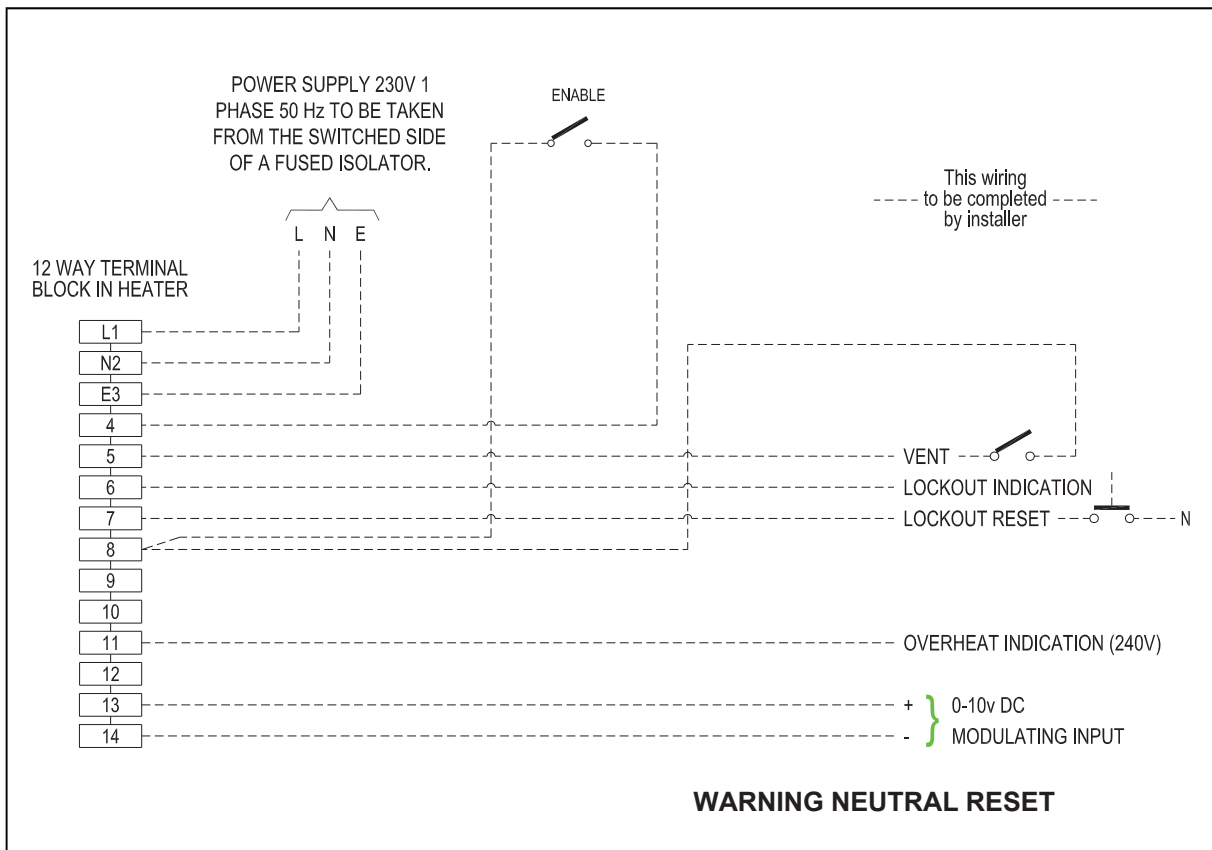 POWER SUPPLY 230V 1
PHASE 50 Hz TO BE TAKEN
FROM THE SWITCHED SIDE
OF A FUSED ISOLATOR.
ENABLE
This wiring
to be completed
by installer
L N E
12 WAY TERMINAL
BLOCK IN HEATER
L1
N2
E3
4
5
VENT
6
LOCKOUT INDICATION
7
LOCKOUT RESET
N
8
9
10
11
OVERHEAT INDICATION (240V)
12
13
+ 0-10v DC
14
- MODULATING INPUT
WARNING NEUTRAL RESET